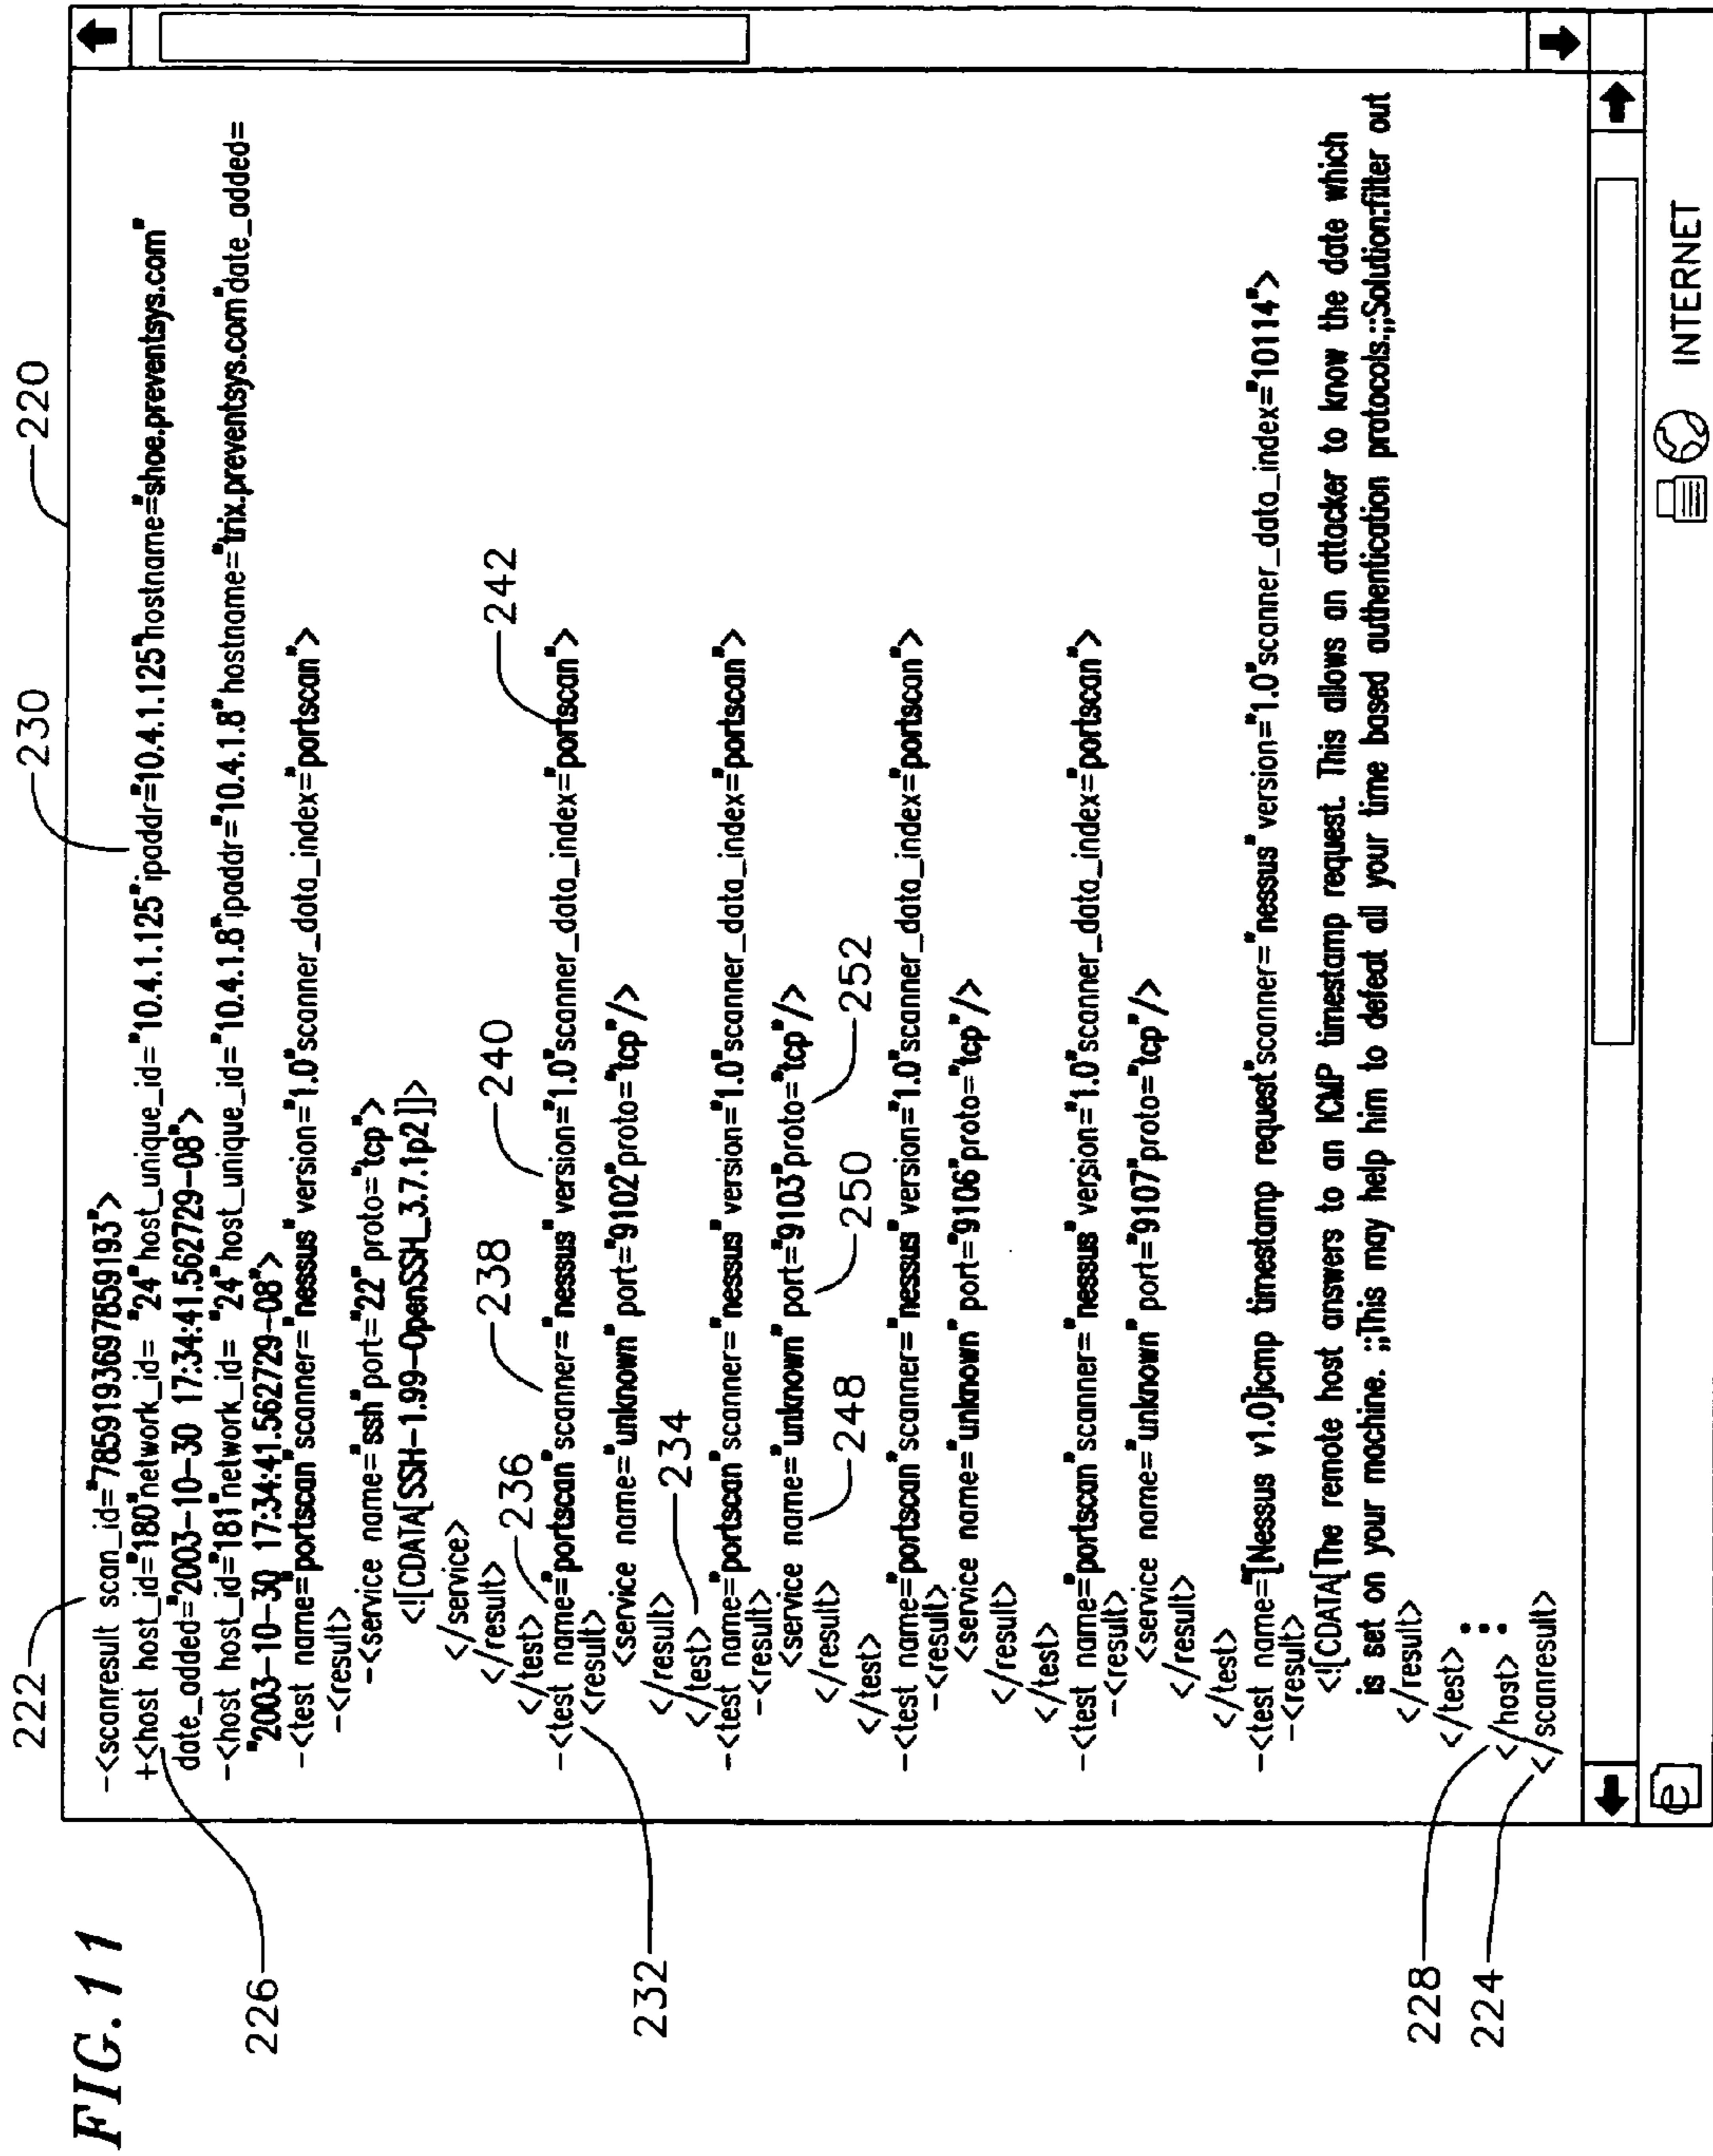 FIG. 11
220
222
230
-<scanresult scan_id="7859193697859193">
+<host host_id="180"network_id= "24"host_unique_id="10.4.1.125"ipaddr="10.4.1.125"hostname="shoe.preventsys.com"
date_added="2003-10-30 17:34:41.562729-08">
-<host host_id="181"network_id= "24"host_unique_id="10.4.1.8"ipaddr="10.4.1.8"hostname="trix.preventsys.com"date_added=
"2003-10-30 17:34:41.562729-08">
226
-<test name="portscan"scanner="nessus"version="1.0"scanner_data_index="portscan">
-<result>
-<service name="ssh"port="22"proto="tcp">
<![CDATA[SSH-1.99-OpenSSH_3.7.1p2]]>
</service>
</result>
</test>
236
238
240
242
-<test name="portscan"scanner="nessus"version="1.0"scanner_data_index="portscan">
<result>
232
<service name="unknown"port="9102"proto="tcp"/>
</result>
</test>
234
-<test name="portscan"scanner="nessus"version="1.0"scanner_data_index="portscan">
-<result>
<service name="unknown"port="9103"proto="tcp"/>
</result>
248
250
252
</test>
-<test name="portscan"scanner="nessus"version="1.0"scanner_data_index="portscan">
-<result>
<service name="unknown"port="9106"proto="tcp"/>
</result>
</test>
-<test name="portscan"scanner="nessus"version="1.0"scanner_data_index="portscan">
-<result>
<service name="unknown"port="9107"proto="tcp"/>
</result>
</test>
-<test name="[Nessus v1.0]icmp timestamp request"scanner="nessus"version="1.0"scanner_data_index="10114">
-<result>
<![CDATA[The remote host answers to an ICMP timestamp request. This allows an attacker to know the date which
is set on your machine. ;;This may help him to defeat all your time based authentication protocols.;;;Solution:filter out
</result>
</test>
228
</host>
224
</scanresult>
e
INTERNET